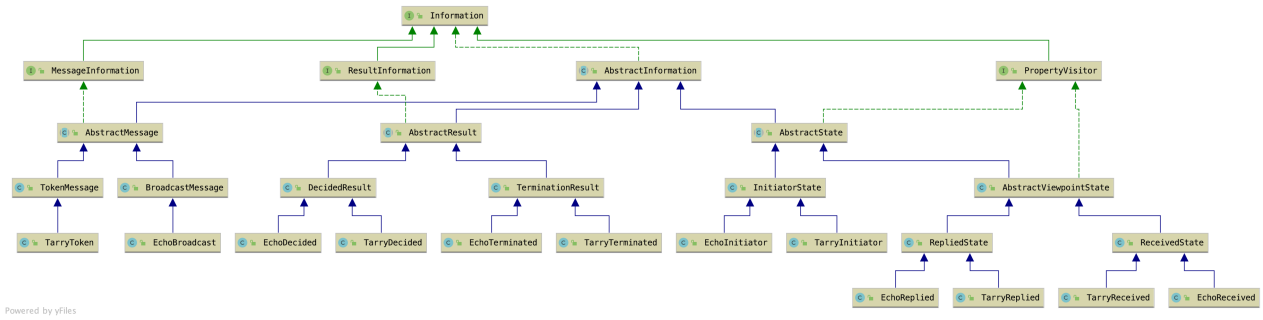 Information
MessageInformation
ResultInformation
AbstractInformation
PropertyVisitor
AbstractMessage
AbstractResult
AbstractState
TokenMessage
BroadcastMessage
DecidedResult
TerminationResult
InitiatorState
AbstractViewpointState
TarryToken
EchoBroadcast
EchoDecided
TarryDecided
EchoTerminated
TarryTerminated
EchoInitiator
TarryInitiator
RepliedState
ReceivedState
EchoReplied
TarryReplied
TarryReceived
EchoReceived
Powered by yFiles